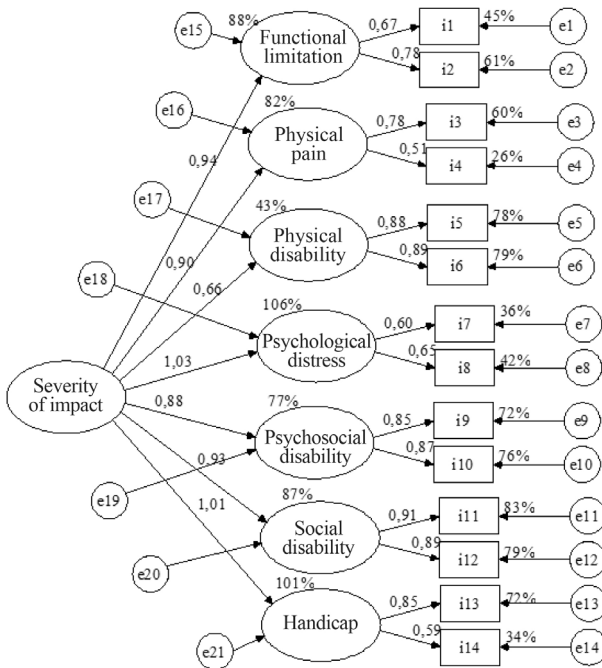 e15
88%
Functional
limitation
0,67
i1
45%
e1
0,78
i2
61%
e2
e16
82%
Physical
pain
0,78
i3
60%
e3
0,51
i4
26%
e4
0,94
e17
43%
Physical
disability
0,88
i5
78%
e5
0,89
i6
79%
e6
0,90
0,66
e18
106%
Psychological
distress
0,60
i7
36%
e7
0,65
i8
42%
e8
1,03
Severity
of impact
0,88
77%
Psychosocial
disability
0,85
i9
72%
e9
0,87
i10
76%
e10
0,93
e19
87%
Social
disability
0,91
i11
83%
e11
0,89
i12
79%
e12
1,01
e20
101%
Handicap
0,85
i13
72%
e13
0,59
i14
34%
e14
e21